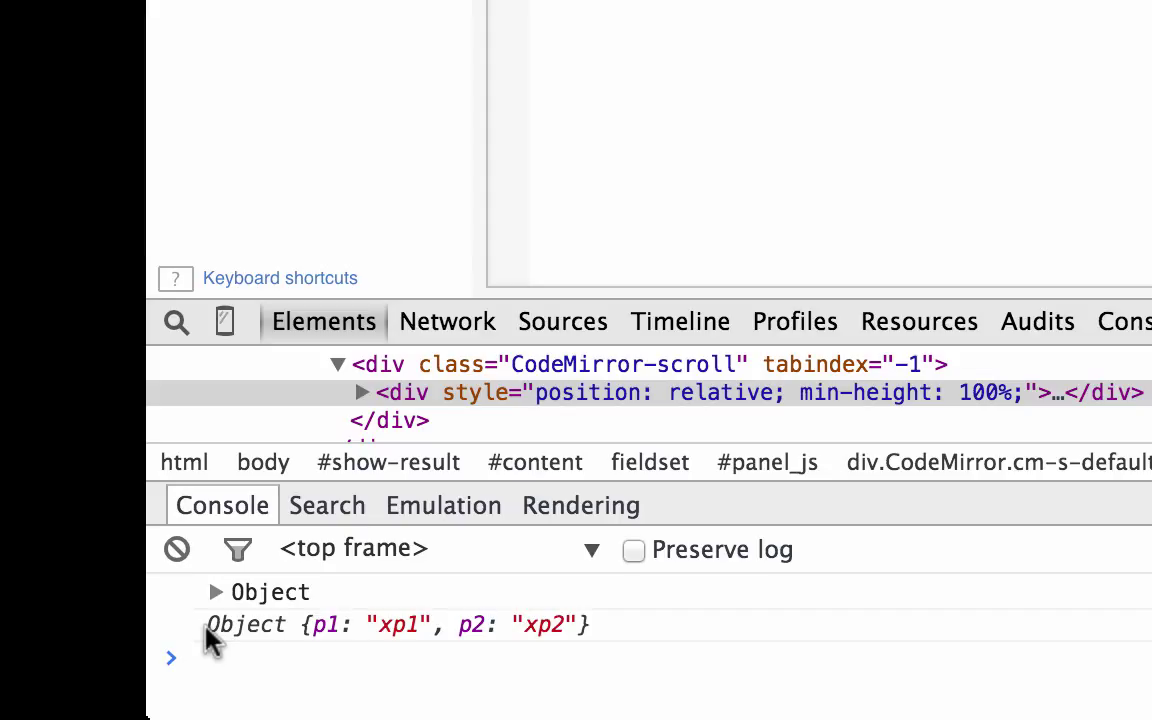 ? Keyboard shortcuts
Elements Network Sources Timeline Profiles Resources Audits Cons
▼<div class="CodeMirror-scroll" tabindex="-1">
▶<div style="position: relative; min-height: 100%;">…</div>
</div>
html body #show-result #content fieldset #panel_js div.CodeMirror.cm-s-default
Console Search Emulation Rendering
<top frame> ▼ Preserve log
▶Object
Object {p1: "xp1", p2: "xp2"}
>